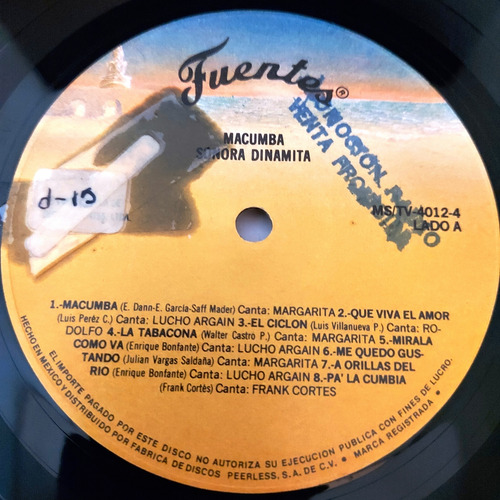 Fuentes®
MACUMBA
SONORA DINAMITA
PROMOCION RADIO
VENTA PROHIBIDA
d-15
MS/TV-4012-4
LADO A
1.-MACUMBA (E. Dann-E. García-Saff Mader) Canta: MARGARITA 2.-QUE VIVA EL AMOR
(Luis Peréz C.) Canta: LUCHO ARGAIN 3.-EL CICLON (Luis Villanueva P.) Canta: RO-
DOLFO 4.-LA TABACONA (Walter Castro P.) Canta: MARGARITA 5.-MIRALA
COMO VA (Enrique Bonfante) Canta: LUCHO ARGAIN 6.-ME QUEDO GUS-
TANDO (Julian Vargas Saldaña) Canta: MARGARITA 7.-A ORILLAS DEL
RIO (Enrique Bonfante) Canta: LUCHO ARGAIN 8.-PA' LA CUMBIA
(Frank Cortès) Canta: FRANK CORTES
EL IMPORTE PAGADO POR ESTE DISCO NO AUTORIZA SU EJECUCION PUBLICA CON FINES DE LUCRO.
HECHO EN MEXICO Y DISTRIBUIDO POR FABRICA DE DISCOS PEERLESS, S.A. DE C.V. • MARCA REGISTRADA •